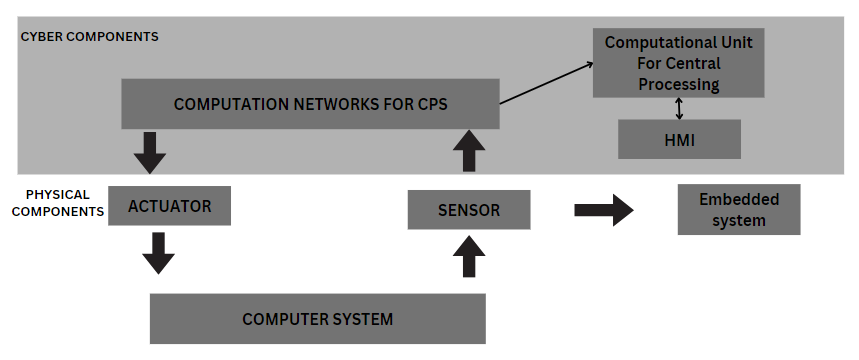 CYBER COMPONENTS
Computational Unit
For Central
Processing
COMPUTATION NETWORKS FOR CPS
HMI
PHYSICAL
COMPONENTS
ACTUATOR
SENSOR
Embedded
system
COMPUTER SYSTEM